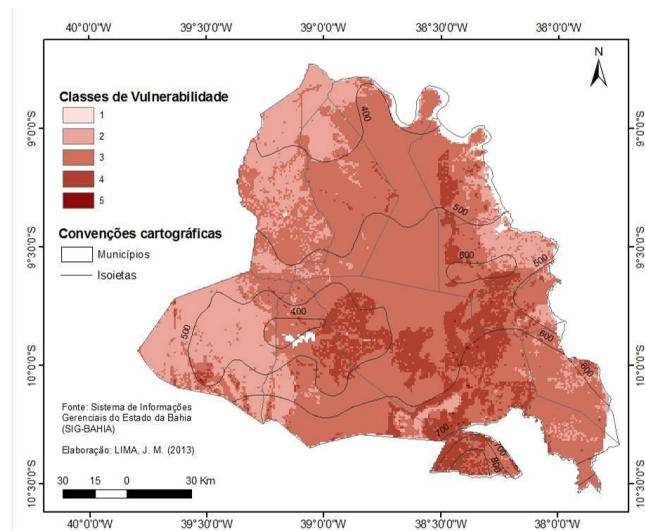 40°0'0"W 39°30'0"W 39°0'0"W 38°30'0"W 38°0'0"W
N
Classes de Vulnerabilidade
1
2
3
4
5
Convenções cartográficas
Municípios
Isoietas
400
500
600
500
400
500
600
600
700
700
800
9°0'0"S
9°30'0"S
10°0'0"S
10°30'0"S
9°0'0"S
9°30'0"S
10°0'0"S
10°30'0"S
Fonte: Sistema de Informações
Gerenciais do Estado da Bahia
(SIG-BAHIA)
Elaboração: LIMA, J. M. (2013)
30 15 0 30 Km
40°0'0"W 39°30'0"W 39°0'0"W 38°30'0"W 38°0'0"W